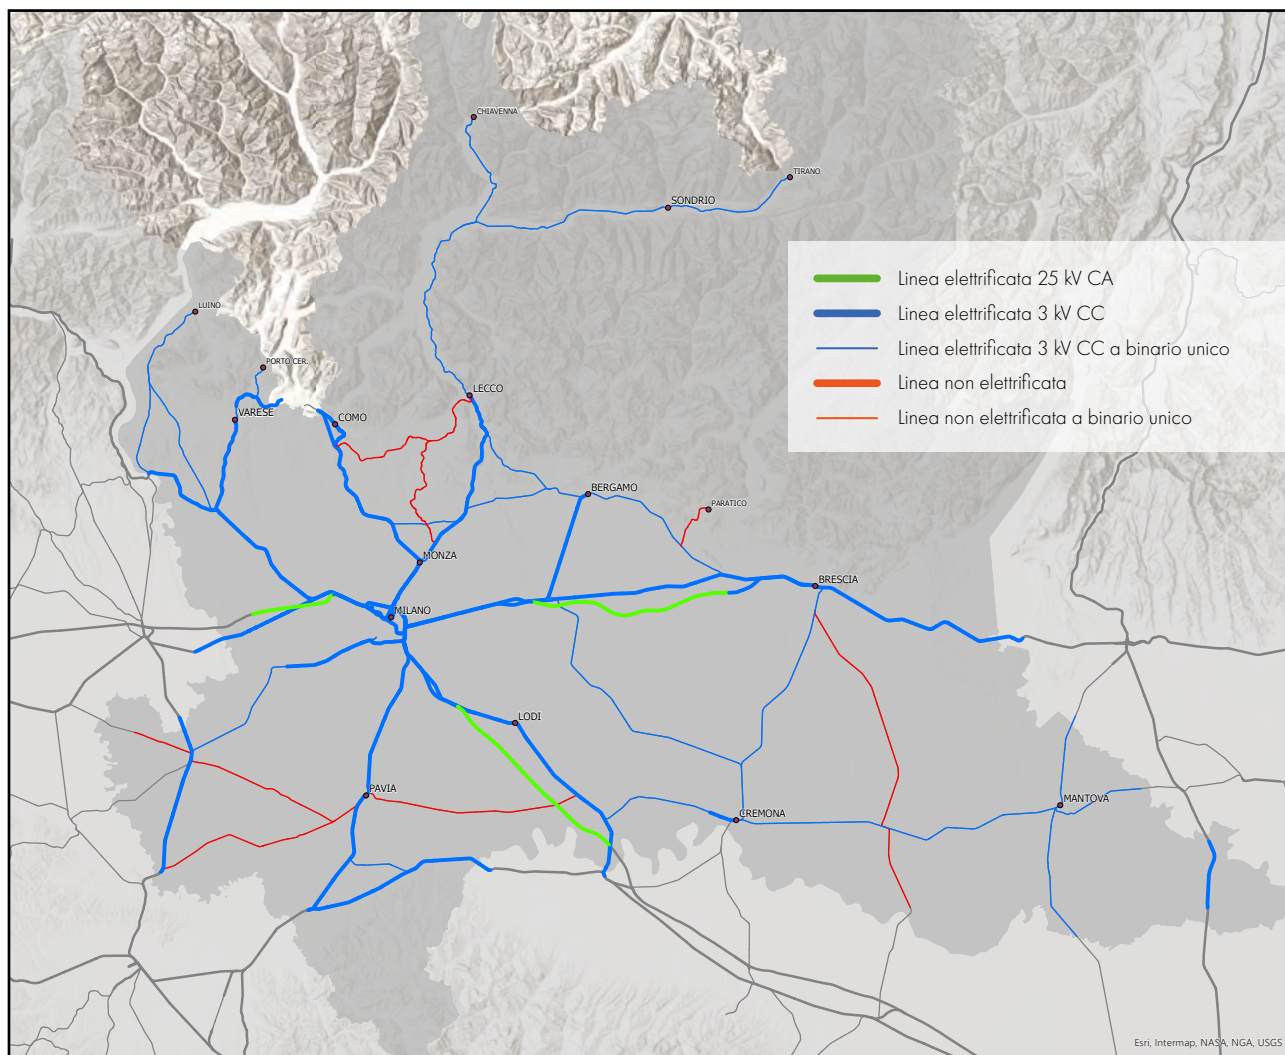 CHIAVENNA
TIRANO
SONDRIO
LUINO
PORTO CER.
LECCO
VARESE
COMO
BERGAMO
PARATICO
MONZA
BRESCIA
MILANO
LODI
PAVIA
CREMONA
MANTOVA
Linea elettrificata 25 kV CA
Linea elettrificata 3 kV CC
Linea elettrificata 3 kV CC a binario unico
Linea non elettrificata
Linea non elettrificata a binario unico
Esri, Intermap, NASA, NGA, USGS